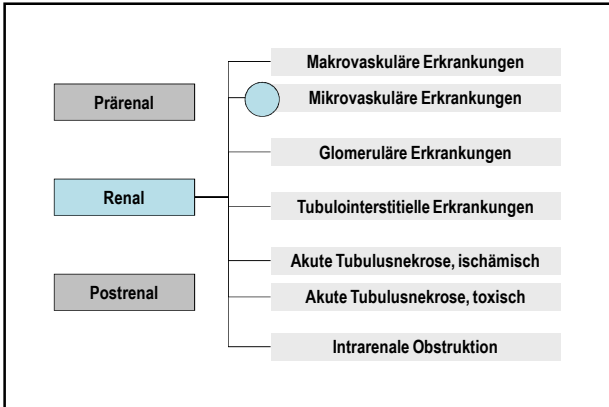 Prärenal
Renal
Postrenal
Makrovaskuläre Erkrankungen
Mikrovaskuläre Erkrankungen
Glomeruläre Erkrankungen
Tubulointerstitielle Erkrankungen
Akute Tubulusnekrose, ischämisch
Akute Tubulusnekrose, toxisch
Intrarenale Obstruktion